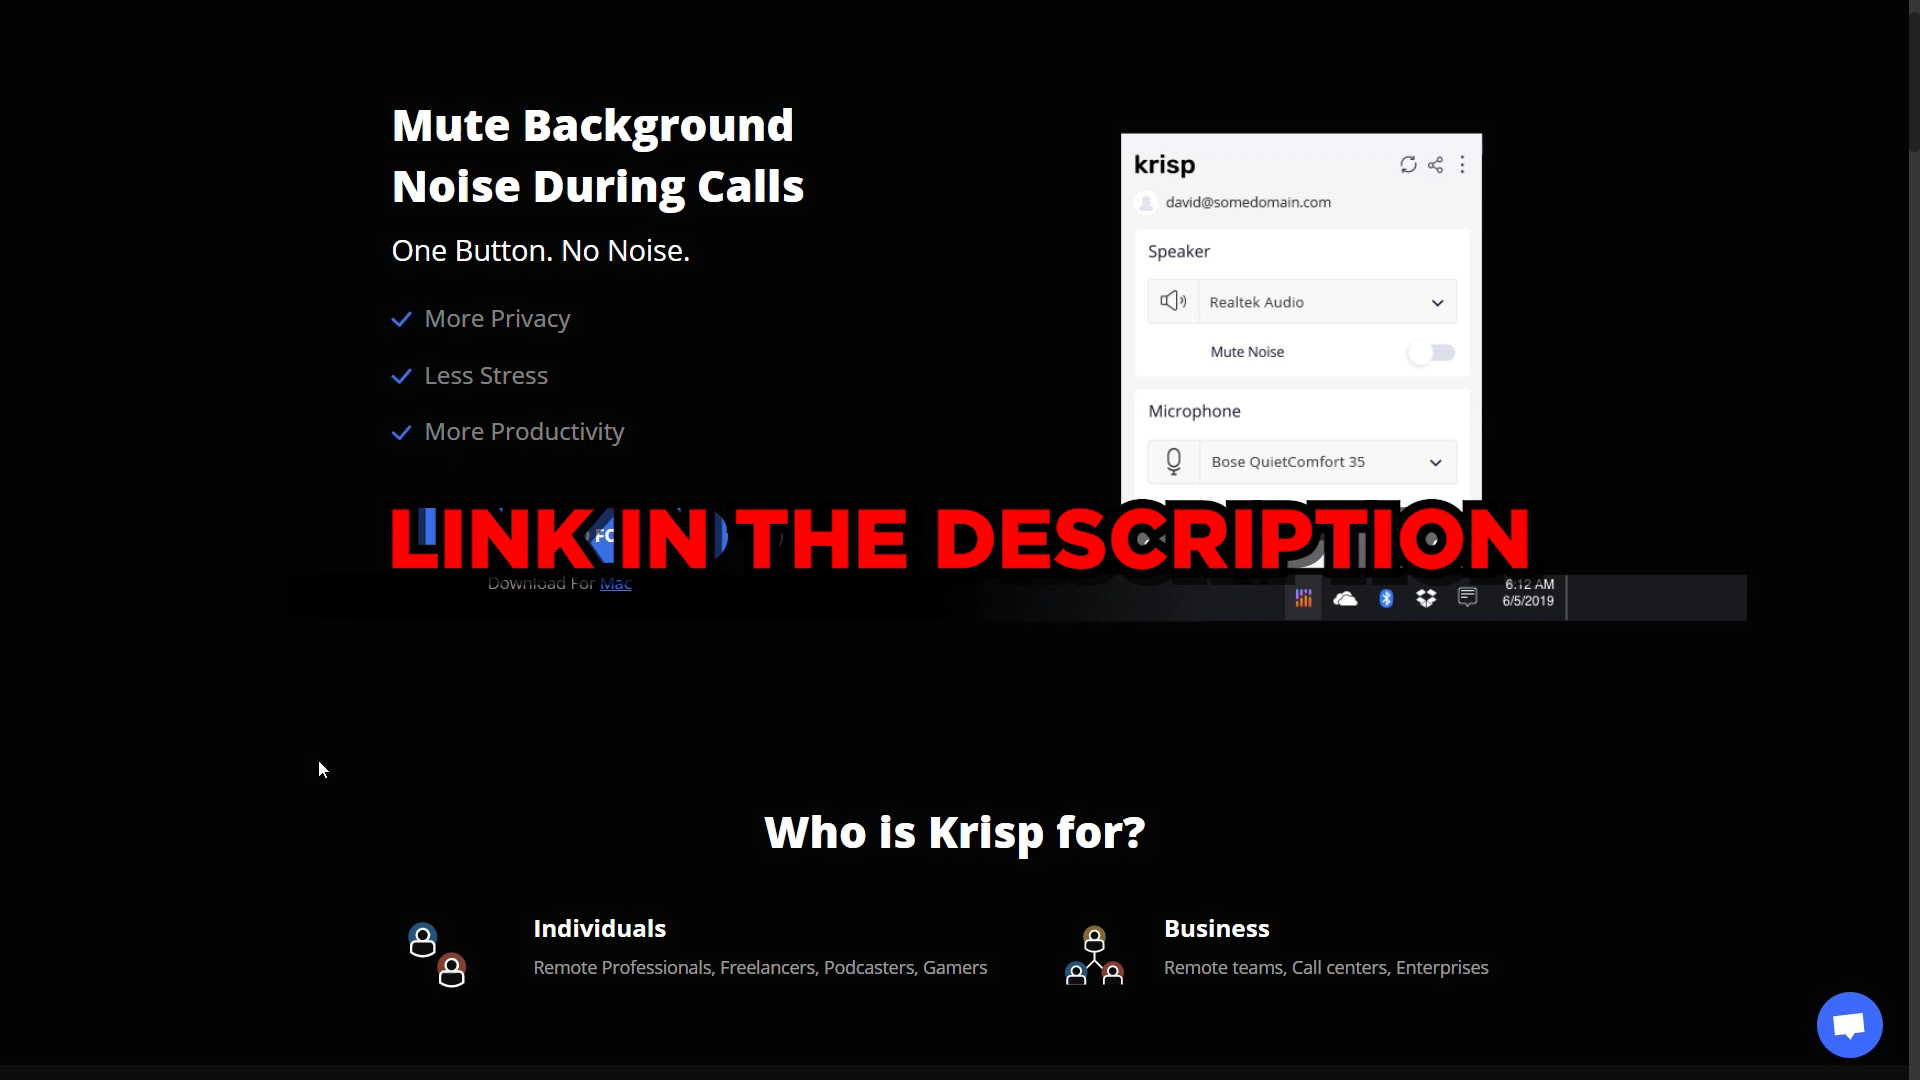 Mute Background
Noise During Calls
One Button. No Noise.
More Privacy
Less Stress
More Productivity
krisp
david@somedomain.com
Speaker
Realtek Audio
Mute Noise
Microphone
Bose QuietComfort 35
LINK IN THE DESCRIPTION
Download For Mac
6:12 AM
6/5/2019
Who is Krisp for?
Individuals
Remote Professionals, Freelancers, Podcasters, Gamers
Business
Remote teams, Call centers, Enterprises